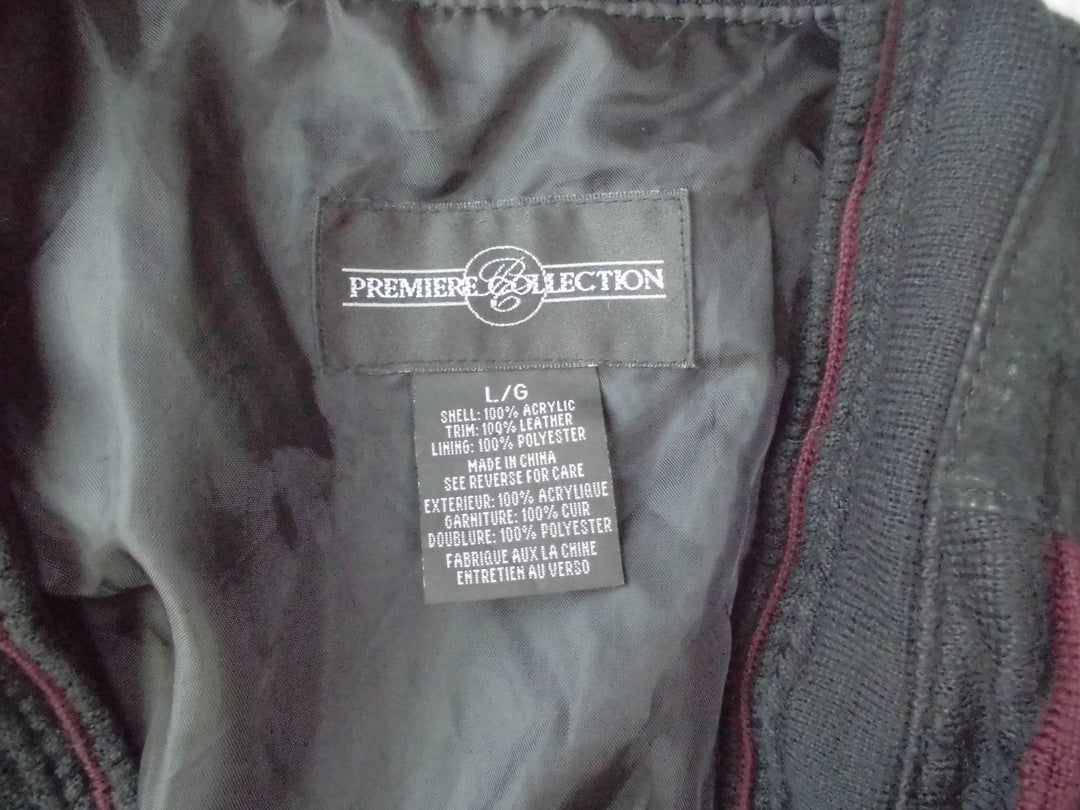 PREMIERE COLLECTION
L/G
SHELL: 100% ACRYLIC
TRIM: 100% LEATHER
LINING: 100% POLYESTER
MADE IN CHINA
SEE REVERSE FOR CARE
EXTERIEUR: 100% ACRYLIQUE
GARNITURE: 100% CUIR
DOUBLURE: 100% POLYESTER
FABRIQUE AUX LA CHINE
ENTRETIEN AU VERSO